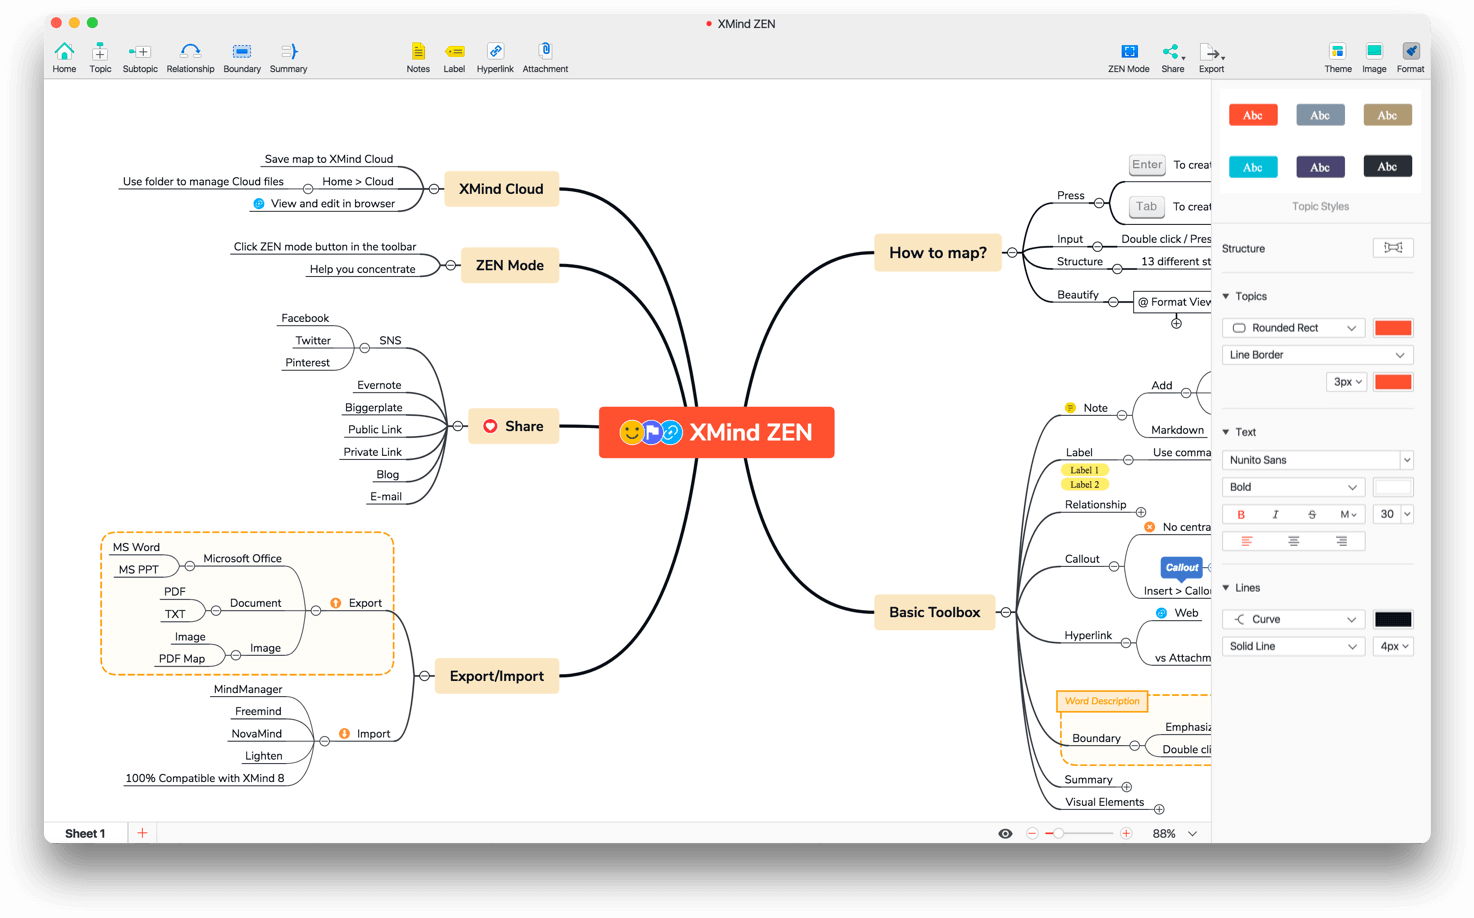 XMind ZEN
Home
Topic
Subtopic
Relationship
Boundary
Summary
Notes
Label
Hyperlink
Attachment
ZEN Mode
Share
Export
Theme
Image
Format
Save map to XMind Cloud
Use folder to manage Cloud files
Home > Cloud
View and edit in browser
XMind Cloud
Click ZEN mode button in the toolbar
Help you concentrate
ZEN Mode
Facebook
Twitter
Pinterest
SNS
Evernote
Biggerplate
Public Link
Private Link
Blog
E-mail
Share
XMind ZEN
MS Word
MS PPT
Microsoft Office
PDF
TXT
Document
Image
PDF Map
Image
Export
Export/Import
MindManager
Freemind
NovaMind
Lighten
100% Compatible with XMind 8
Import
How to map?
Press
Enter
To creat
Tab
To creat
Input
Double click / Pres
Structure
13 different st
Beautify
@ Format View
Basic Toolbox
Note
Add
Markdown
Label
Label 1
Label 2
Use comma
Relationship
Callout
No centra
Callout
Insert > Callou
Hyperlink
Web
vs Attachm
Word Description
Boundary
Emphasiz
Double cli
Summary
Visual Elements
Abc
Abc
Abc
Abc
Abc
Abc
Topic Styles
Structure
Topics
Rounded Rect
Line Border
3px
Text
Nunito Sans
Bold
B I S M
30
Lines
Curve
Solid Line
4px
Sheet 1
88%